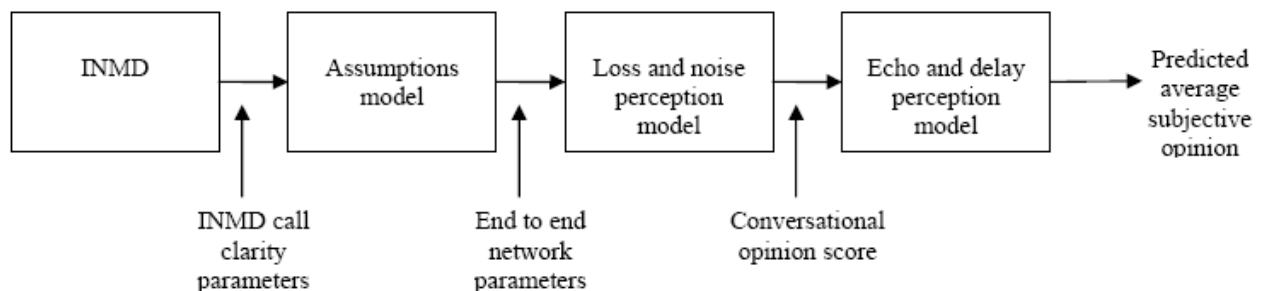 INMD
Assumptions
model
Loss and noise
perception
model
Echo and delay
perception
model
Predicted
average
subjective
opinion
INMD call
clarity
parameters
End to end
network
parameters
Conversational
opinion score